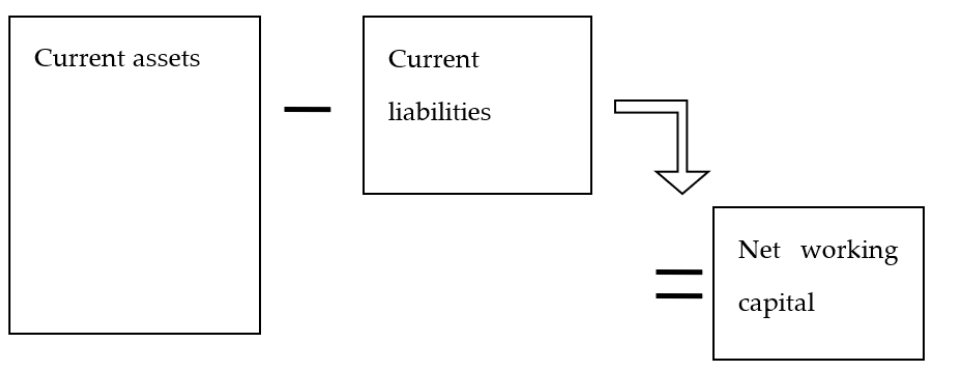 Current assets
Current
liabilities
Net working
capital